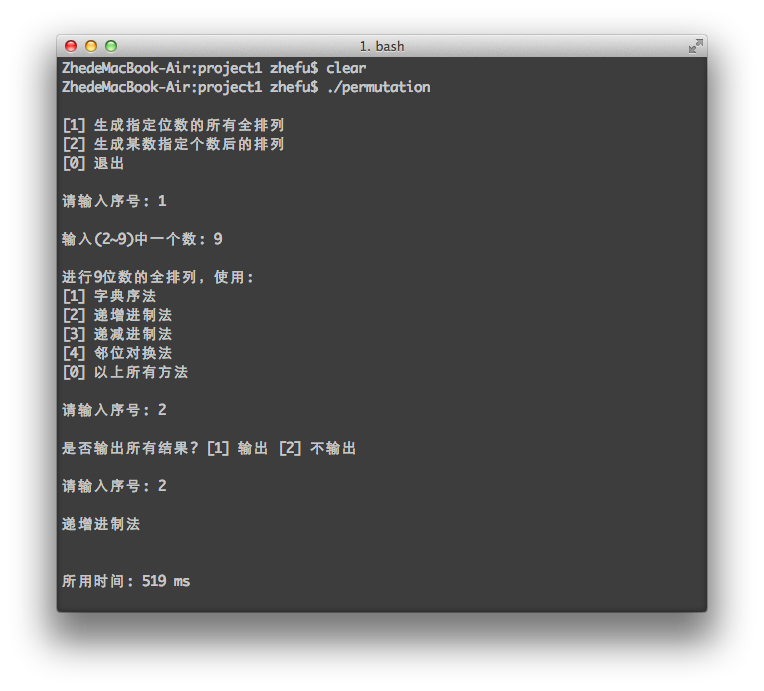 1. bash
ZhedeMacBook-Air:project1 zhefu$ clear
ZhedeMacBook-Air:project1 zhefu$ ./permutation
[1] 生成指定位数的所有全排列
[2] 生成某数指定个数后的排列
[0] 退出
请输入序号: 1
输入(2~9)中一个数: 9
进行9位数的全排列, 使用:
[1] 字典序法
[2] 递增进制法
[3] 递减进制法
[4] 邻位对换法
[0] 以上所有方法
请输入序号: 2
是否输出所有结果? [1] 输出 [2] 不输出
请输入序号: 2
递增进制法
所用时间: 519 ms